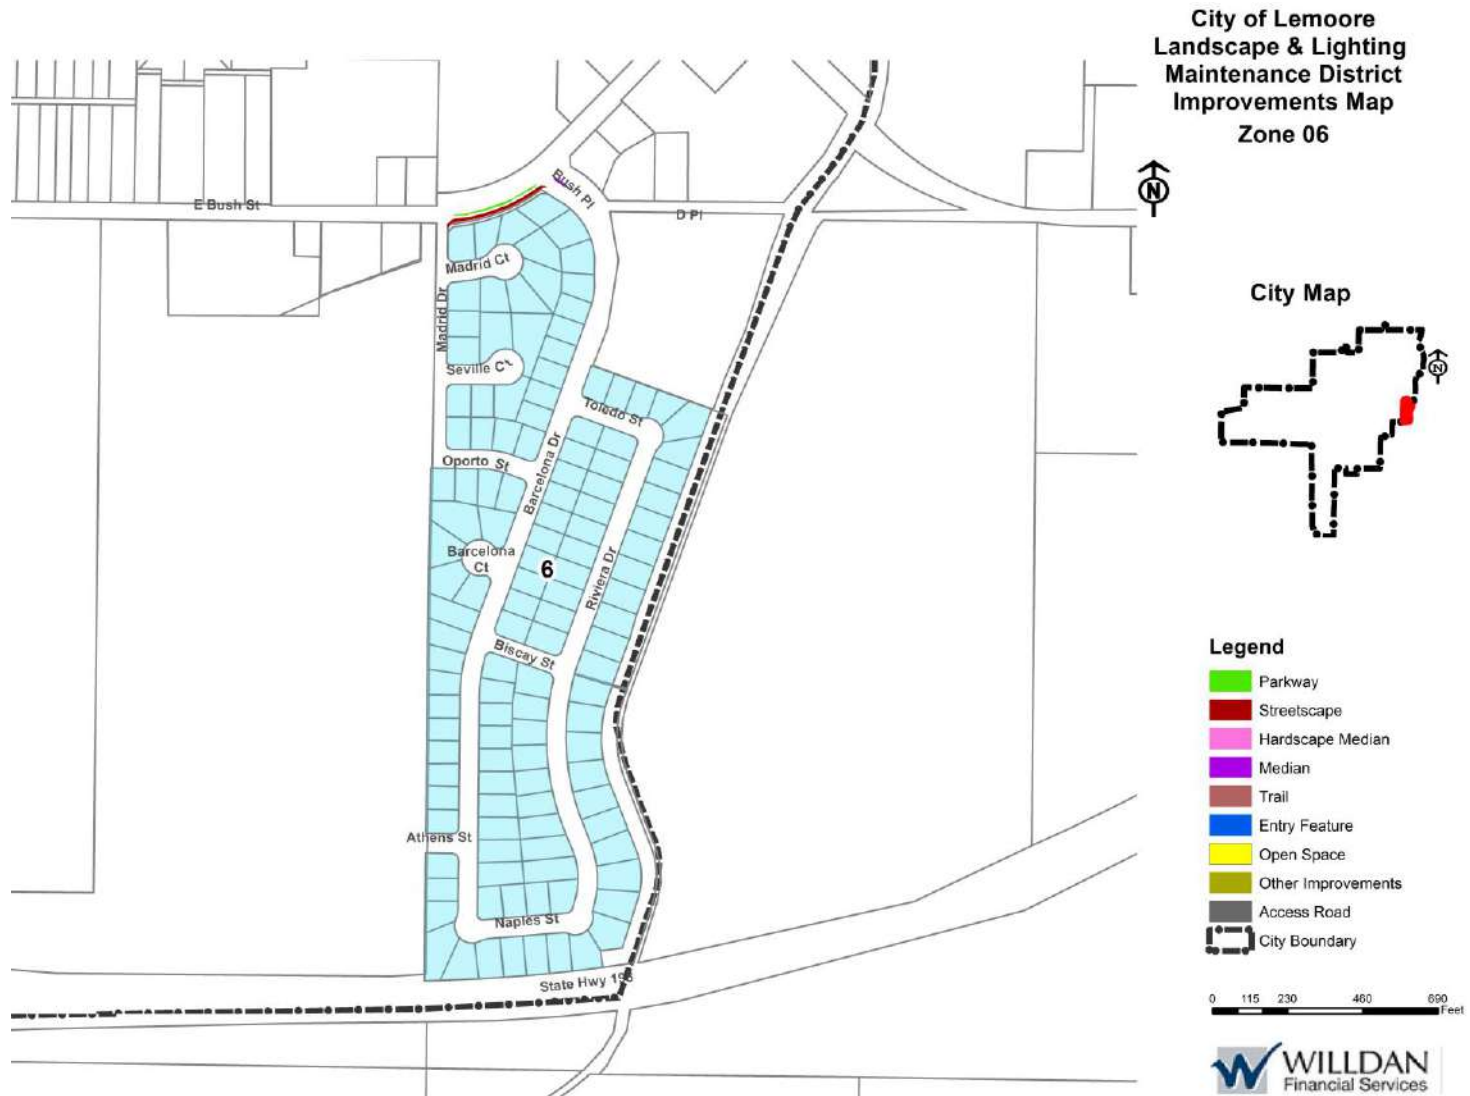 City of Lemoore
Landscape & Lighting
Maintenance District
Improvements Map
Zone 06
N
E Bush St
Bush Pl
D Pl
Madrid Ct
Madrid Dr
Seville Ct
Toledo St
Oporto St
Barcelona Dr
Barcelona
Ct
6
Riviera Dr
Biscay St
Athens St
Naples St
State Hwy 198
City Map
N
Legend
Parkway
Streetscape
Hardscape Median
Median
Trail
Entry Feature
Open Space
Other Improvements
Access Road
City Boundary
0 115 230 460 690
Feet
W WILLDAN
Financial Services